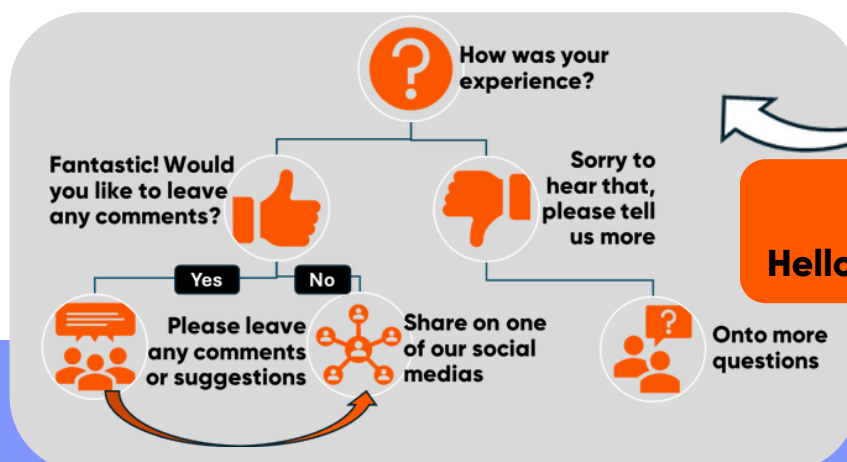 How was your
experience?
Fantastic! Would
you like to leave
any comments?
Sorry to
hear that,
please tell
us more
Yes
No
Please leave
any comments
or suggestions
Share on one
of our social
medias
Onto more
questions
Hello